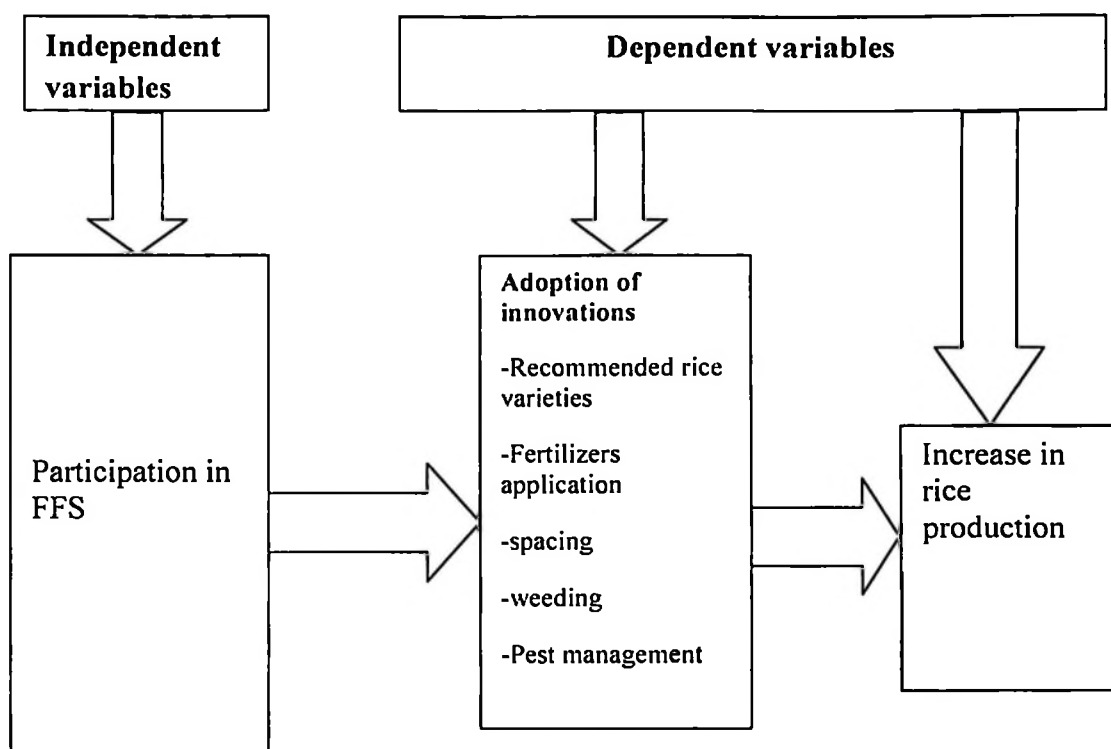 Independent
variables
Dependent variables
Participation in
FFS
Adoption of
innovations
-Recommended rice
varieties
-Fertilizers
application
-spacing
-weeding
-Pest management
Increase in
rice
production